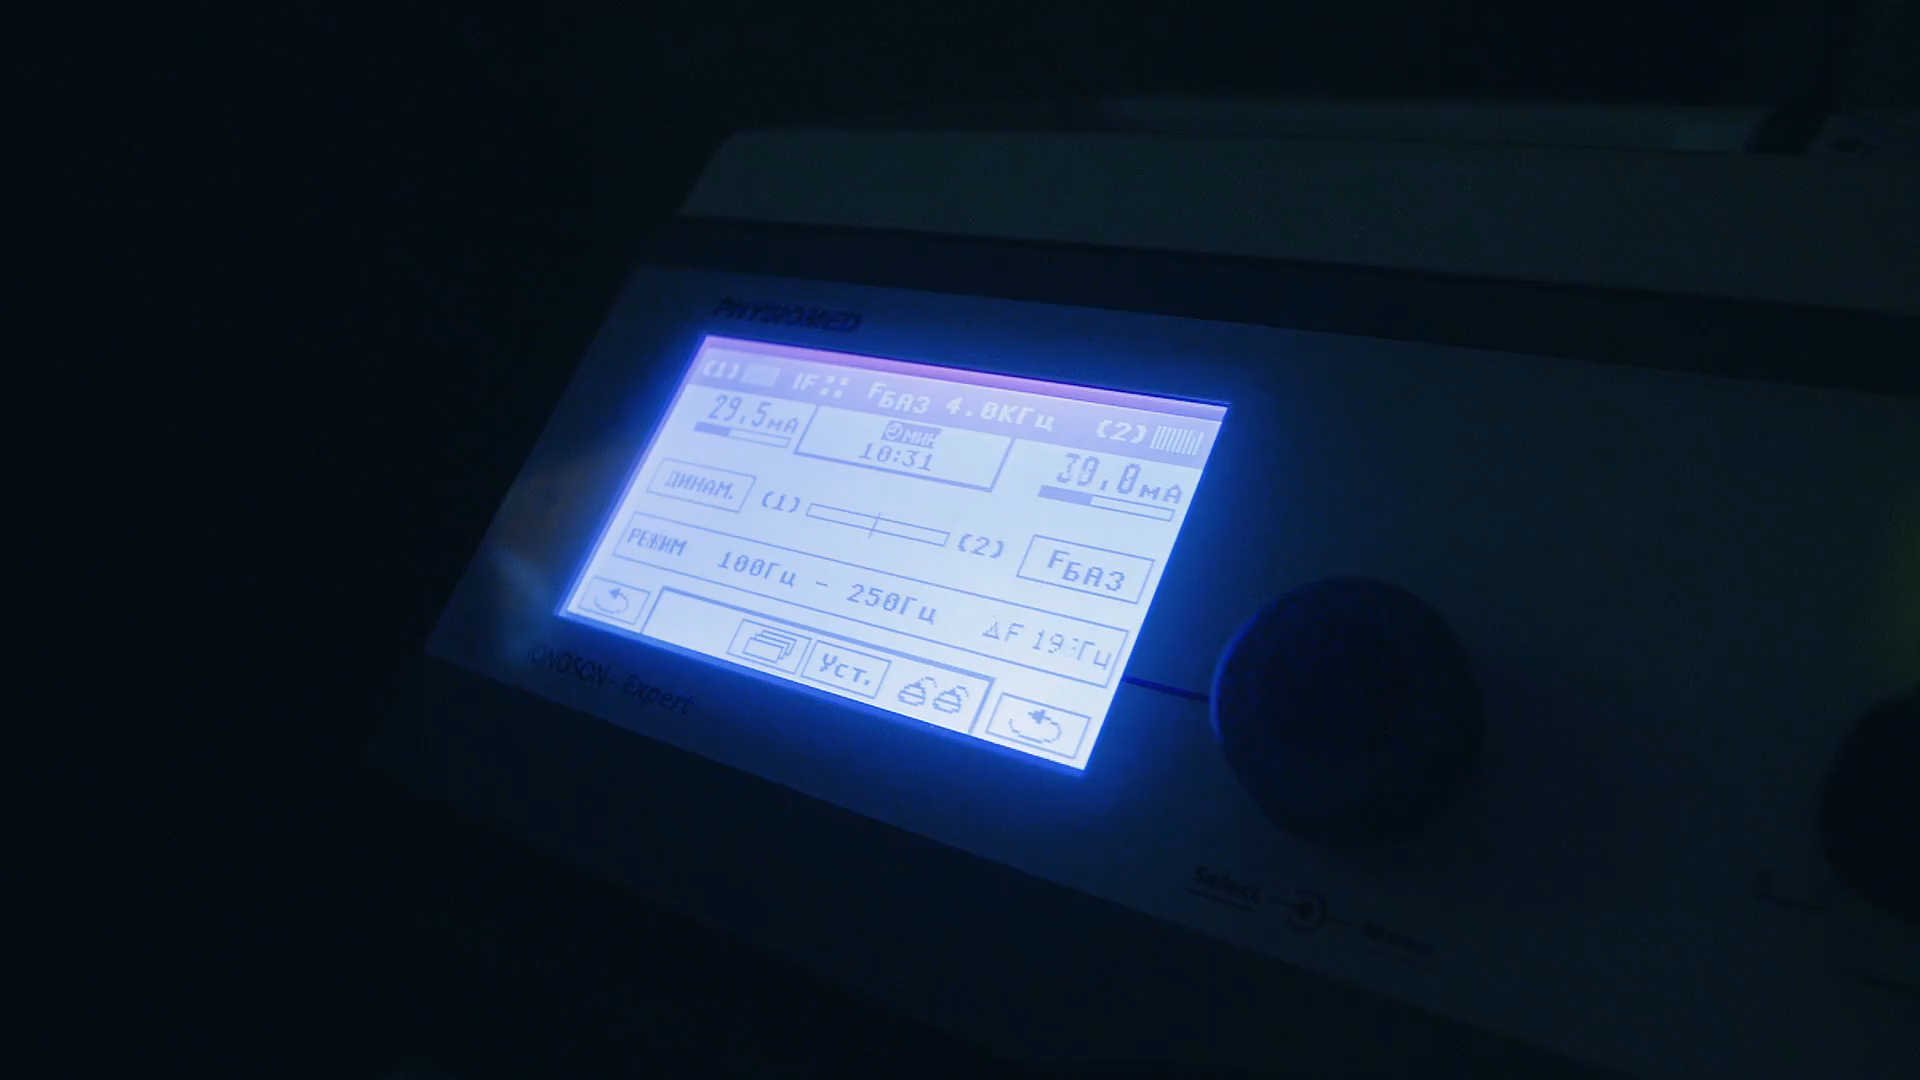 PHYSIOMED
(1) IF FБАЗ 4.0КГц (2)
29,5мА мин 30,0мА
10:31
ДИНАМ. (1) (2) FБАЗ
РЕЖИМ 100Гц - 250Гц ΔF
Уст.
IONOSON - Expert
Select